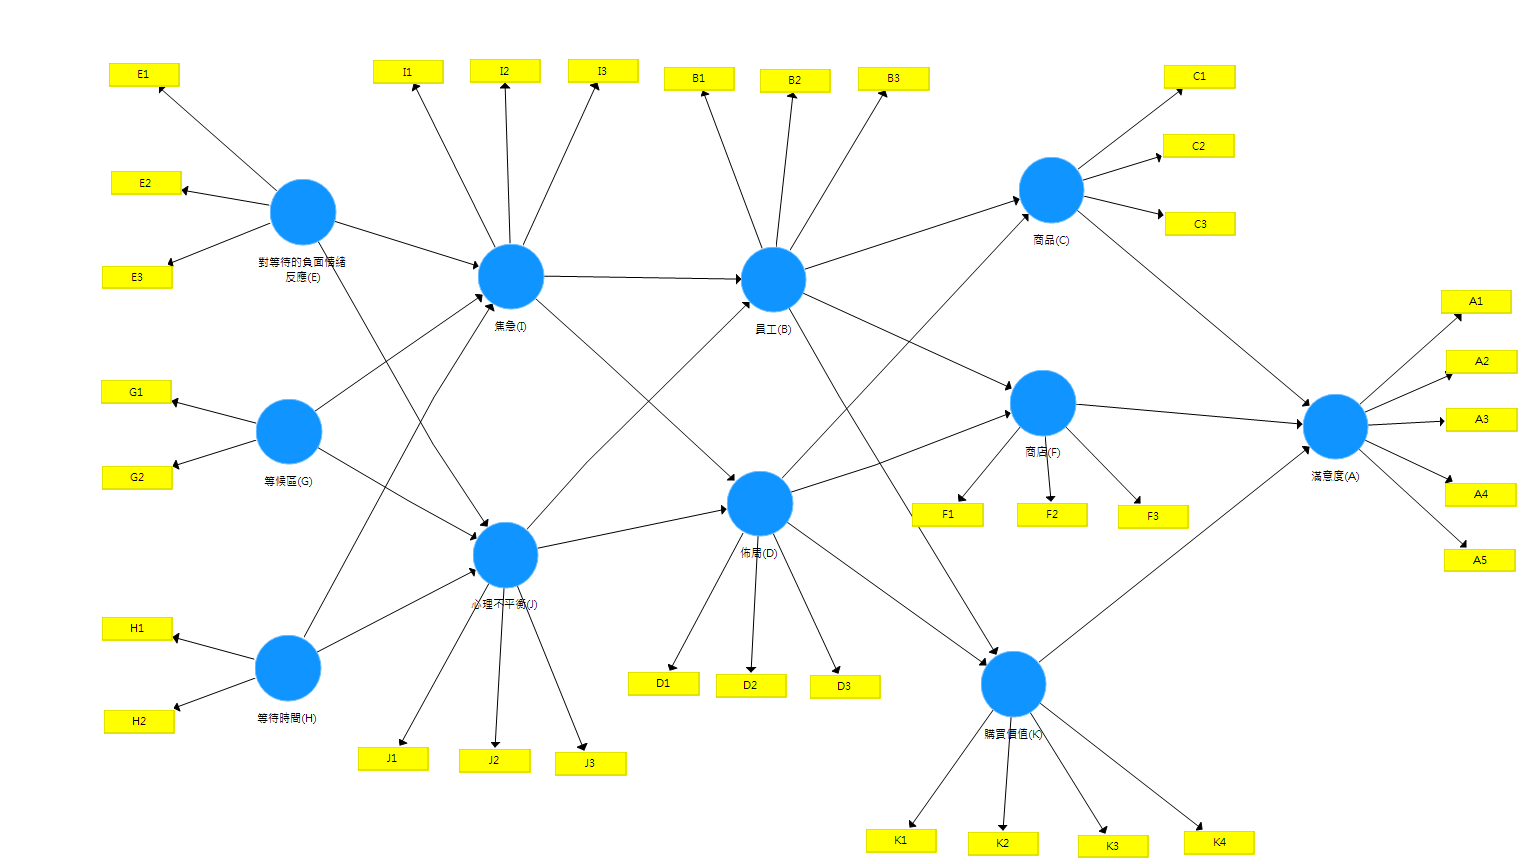 E1
E2
E3
對等待的負面情緒
反應(E)
I1
I2
I3
焦急(I)
B1
B2
B3
員工(B)
C1
C2
C3
商品(C)
G1
G2
等候區(G)
H1
H2
等待時間(H)
J1
J2
J3
心理不平衡(J)
D1
D2
D3
佈局(D)
F1
F2
F3
商店(F)
K1
K2
K3
K4
購買價值(K)
A1
A2
A3
A4
A5
滿意度(A)